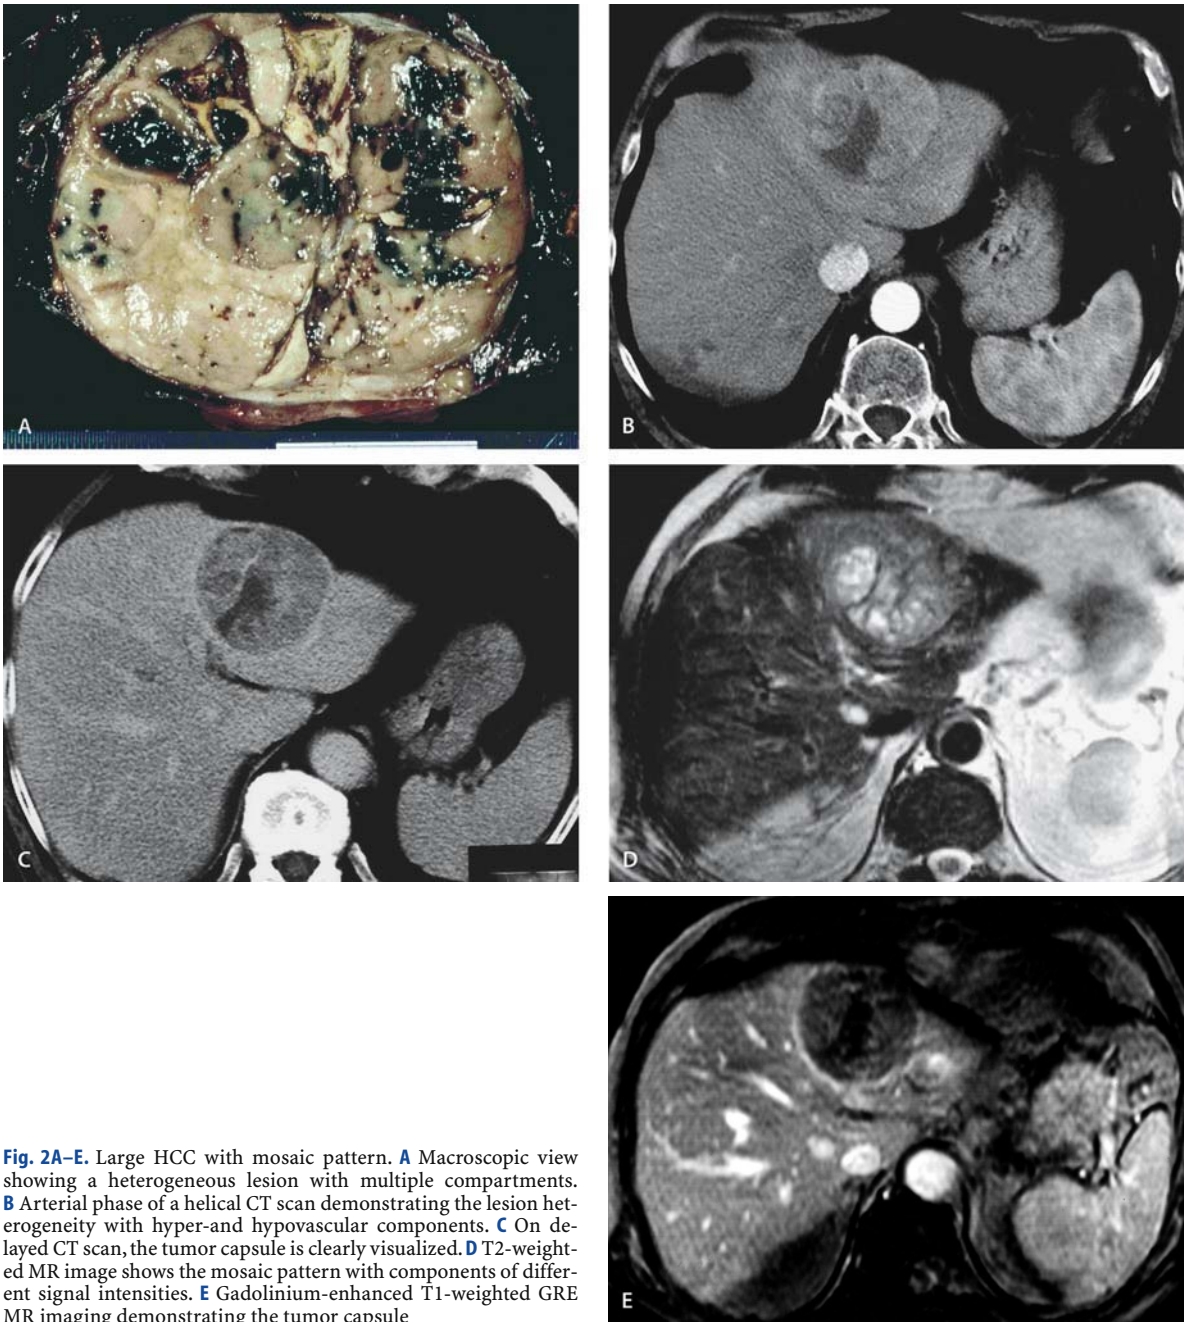 A
B
C
D
E
Fig. 2A–E. Large HCC with mosaic pattern. A Macroscopic view
showing a heterogeneous lesion with multiple compartments.
B Arterial phase of a helical CT scan demonstrating the lesion het-
erogeneity with hyper-and hypovascular components. C On de-
layed CT scan, the tumor capsule is clearly visualized. D T2-weight-
ed MR image shows the mosaic pattern with components of differ-
ent signal intensities. E Gadolinium-enhanced T1-weighted GRE
MR imaging demonstrating the tumor capsule